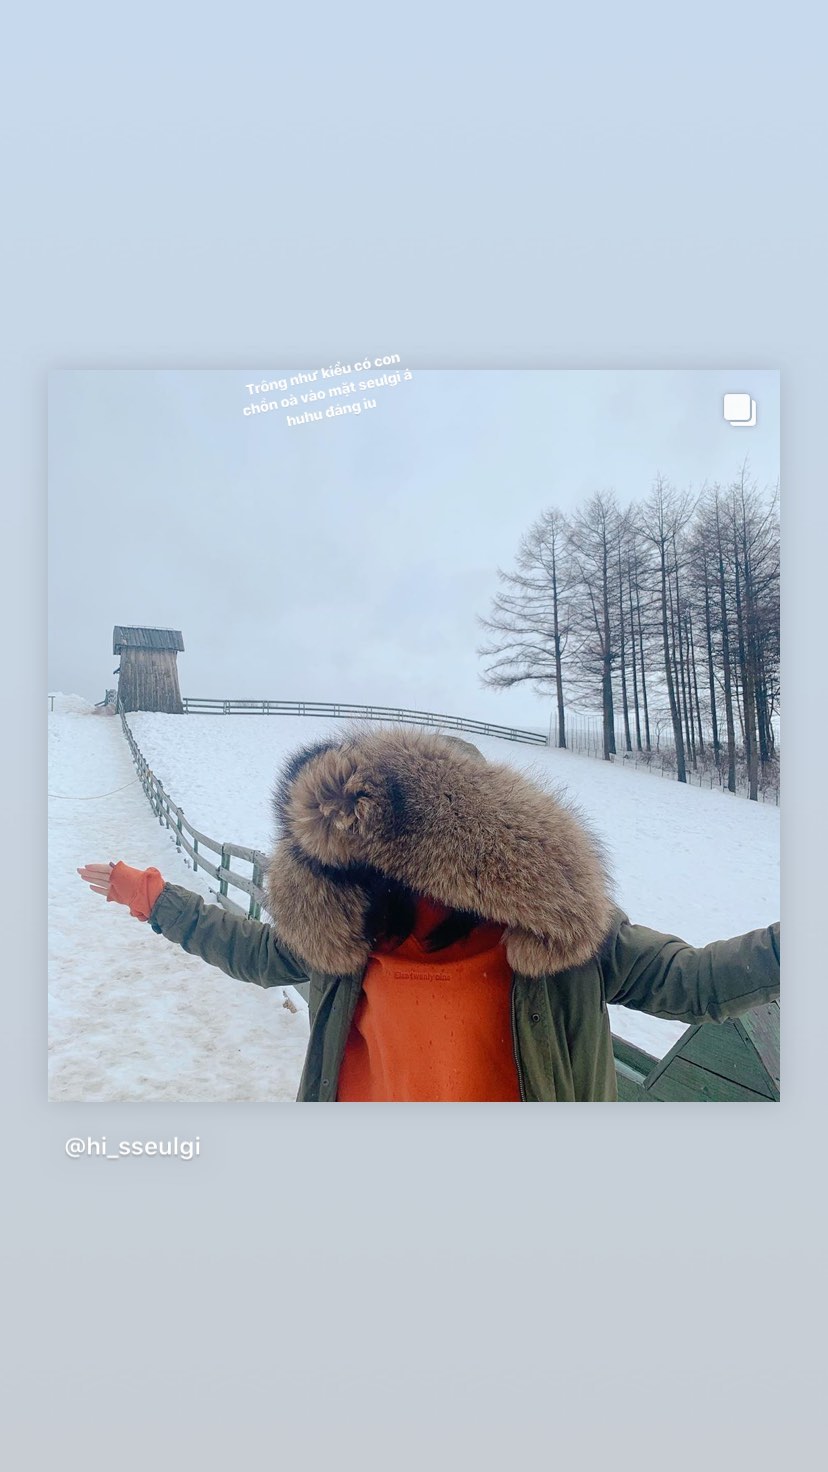 Trông như kiểu có con
chồn oà vào mặt seulgi á
huhu đáng iu
@hi_sseulgi